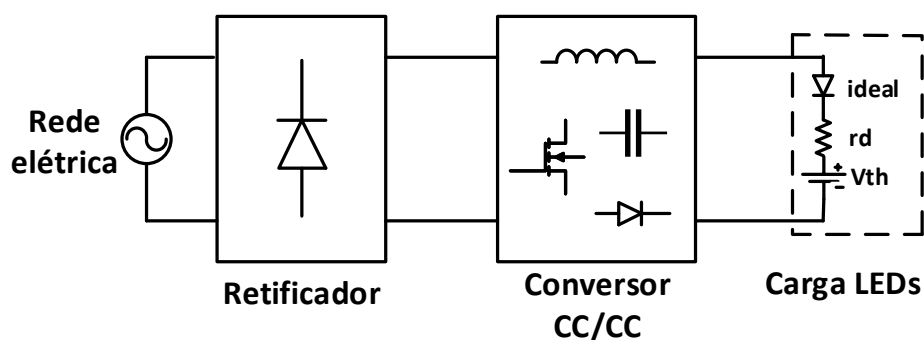 Rede
elétrica
Retificador
Conversor
CC/CC
ideal
rd
+
Vth
-
Carga LEDs